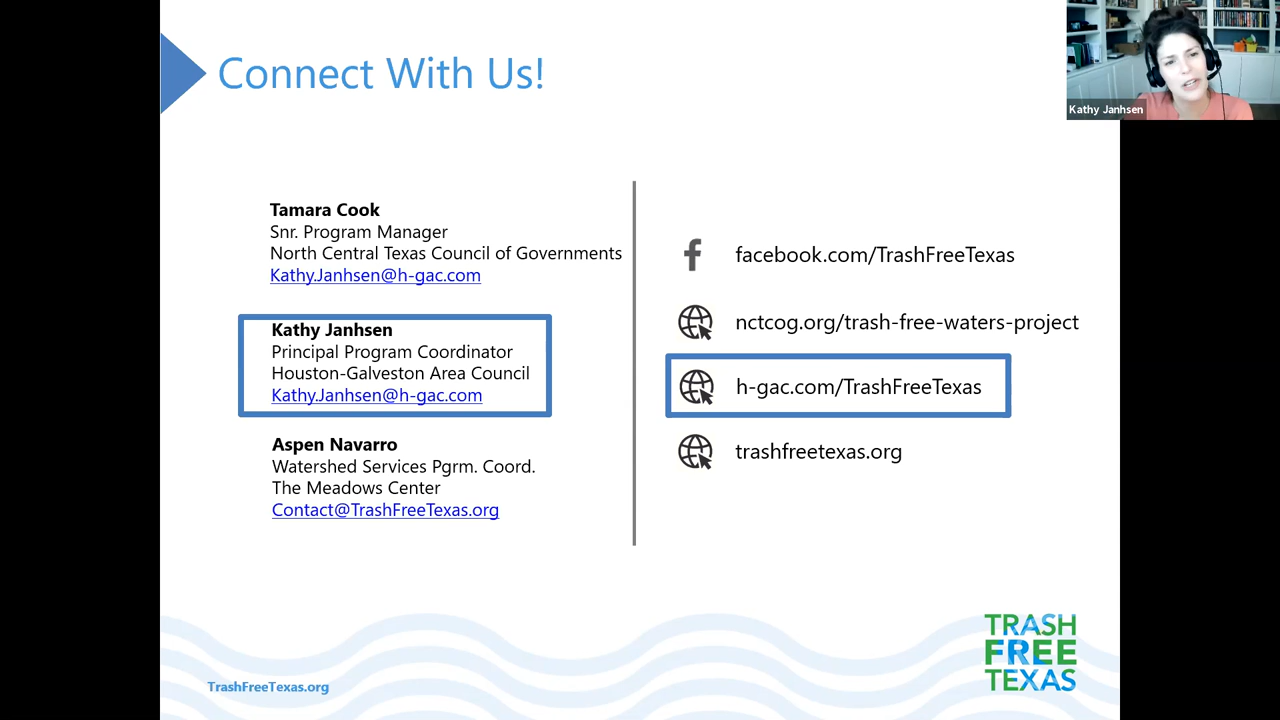 Connect With Us!
Kathy Janhsen
Tamara Cook
Snr. Program Manager
North Central Texas Council of Governments
Kathy.Janhsen@h-gac.com
Kathy Janhsen
Principal Program Coordinator
Houston-Galveston Area Council
Kathy.Janhsen@h-gac.com
Aspen Navarro
Watershed Services Pgrm. Coord.
The Meadows Center
Contact@TrashFreeTexas.org
facebook.com/TrashFreeTexas
nctcog.org/trash-free-waters-project
h-gac.com/TrashFreeTexas
trashfreetexas.org
TrashFreeTexas.org
TRASH
FREE
TEXAS